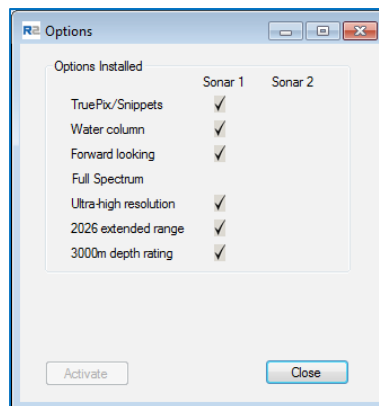 R2 Options
Options Installed
Sonar 1 Sonar 2
TruePix/Snippets ✓
Water column ✓
Forward looking ✓
Full Spectrum
Ultra-high resolution ✓
2026 extended range ✓
3000m depth rating ✓
Activate Close